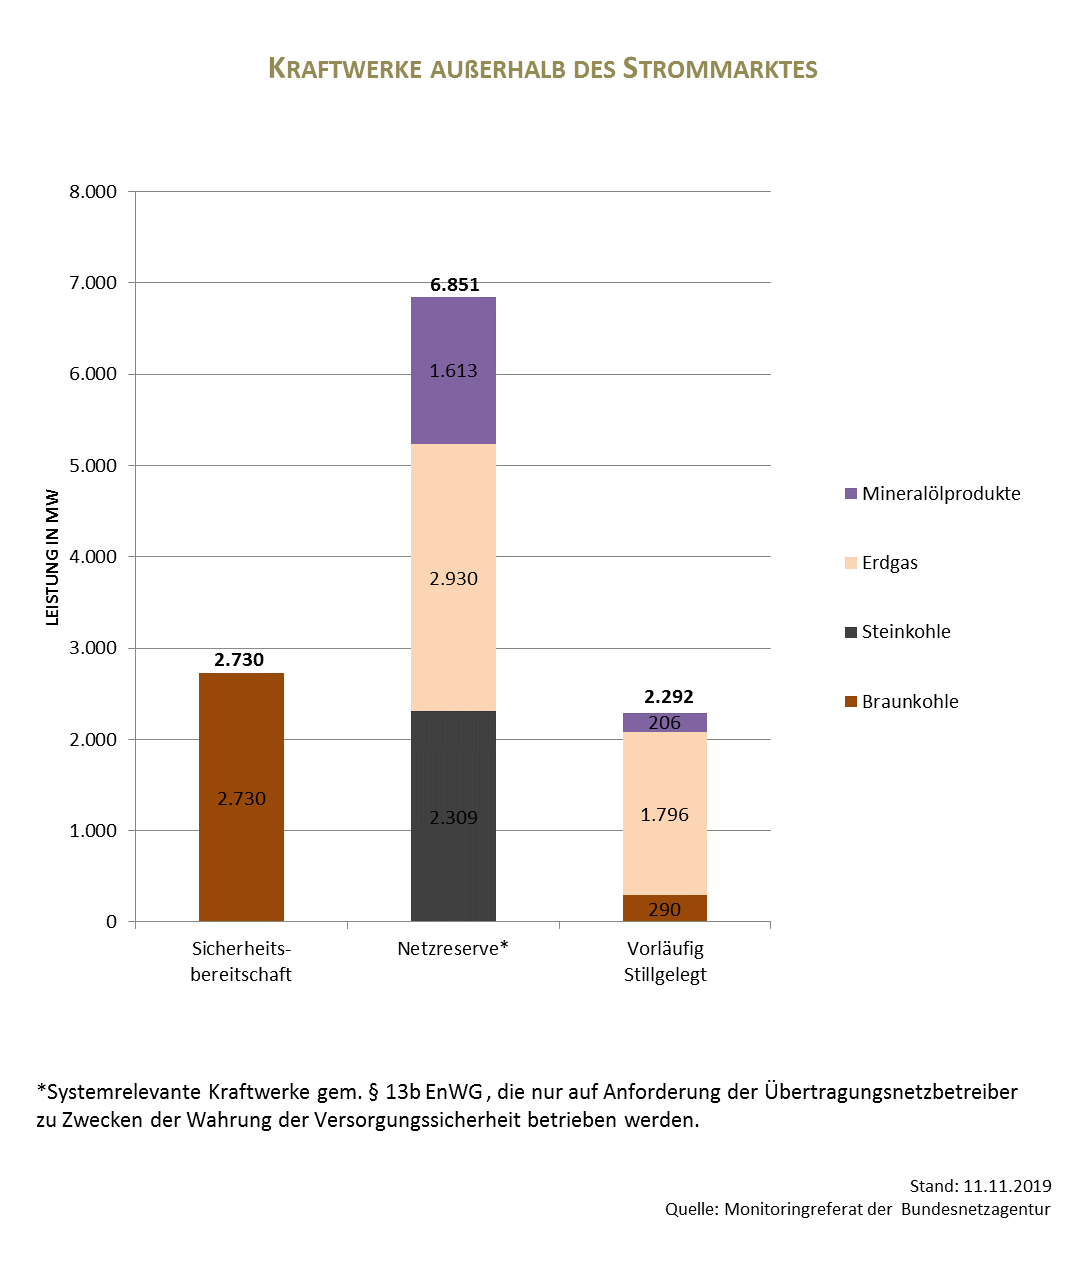 KRAFTWERKE AUßERHALB DES STROMMARKTES
8.000
7.000
6.000
5.000
4.000
3.000
2.000
1.000
0
LEISTUNG IN MW
2.730
2.730
6.851
1.613
2.930
2.309
2.292
206
1.796
290
Sicherheits-
bereitschaft
Netzreserve*
Vorläufig
Stillgelegt
Mineralölprodukte
Erdgas
Steinkohle
Braunkohle
*Systemrelevante Kraftwerke gem. § 13b EnWG , die nur auf Anforderung der Übertragungsnetzbetreiber
zu Zwecken der Wahrung der Versorgungssicherheit betrieben werden.
Stand: 11.11.2019
Quelle: Monitoringreferat der Bundesnetzagentur